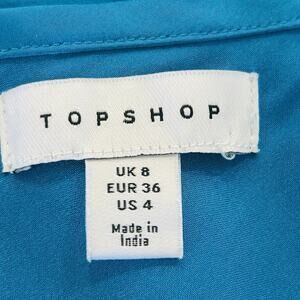 TOPSHOP
UK 8
EUR 36
US 4
Made in
India